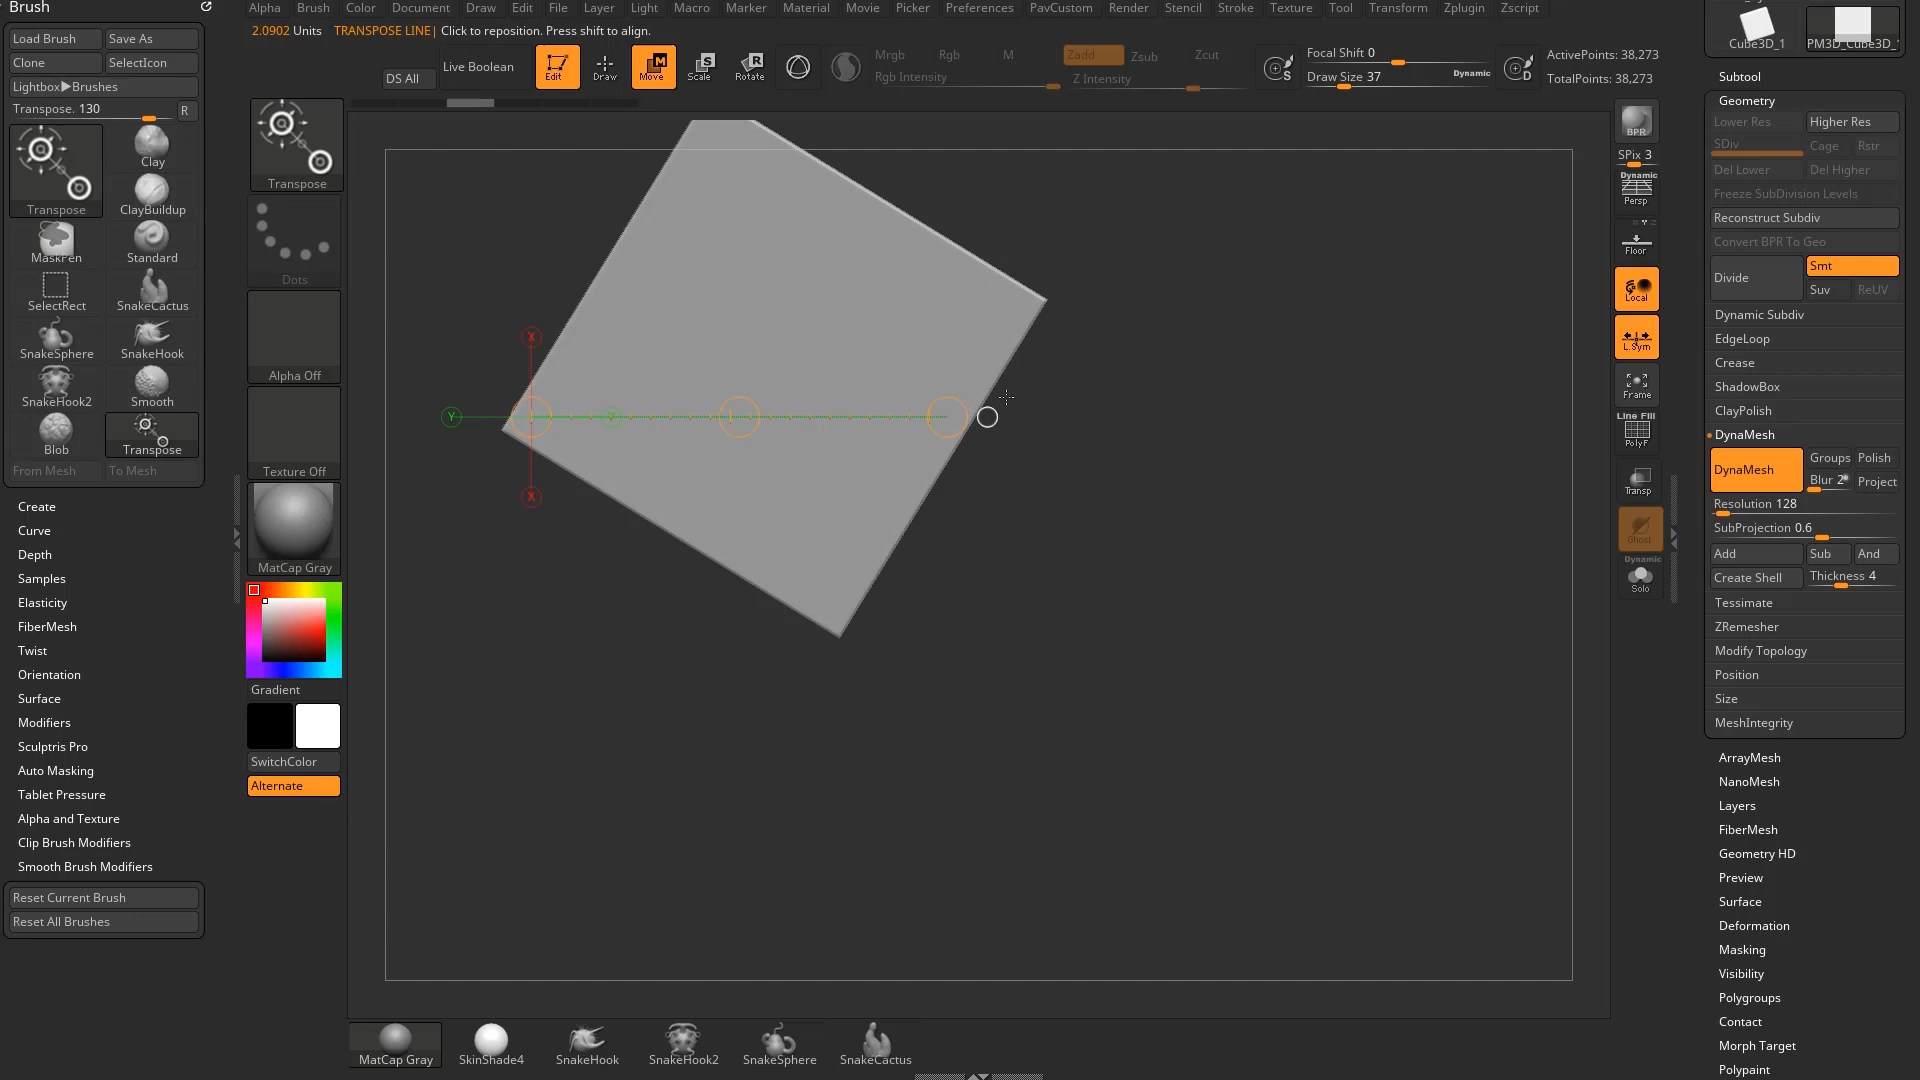 Brush
Alpha Brush Color Document Draw Edit File Layer Light Macro Marker Material Movie Picker Preferences PavCustom Render Stencil Stroke Texture Tool Transform Zplugin Zscript
2.0902 Units TRANSPOSE LINE| Click to reposition. Press shift to align.
Load Brush Save As
Clone SelectIcon
Lightbox▶Brushes
Transpose. 130 R
Transpose
Clay
ClayBuildup
MaskPen Standard
SelectRect SnakeCactus
SnakeSphere SnakeHook
SnakeHook2 Smooth
Blob Transpose
From Mesh To Mesh
Create
Curve
Depth
Samples
Elasticity
FiberMesh
Twist
Orientation
Surface
Modifiers
Sculptris Pro
Auto Masking
Tablet Pressure
Alpha and Texture
Clip Brush Modifiers
Smooth Brush Modifiers
Reset Current Brush
Reset All Brushes
DS All
Live Boolean
Edit
Draw
Move
Scale
Rotate
Mrgb Rgb M
Rgb Intensity
Zadd Zsub Zcut
Z Intensity
S
Focal Shift 0
Draw Size 37 Dynamic
D
ActivePoints: 38,273
TotalPoints: 38,273
Transpose
Dots
Alpha Off
Texture Off
MatCap Gray
Gradient
SwitchColor
Alternate
X
Y
X
BPR
SPix 3
Dynamic
Persp
Floor
Local
L.Sym
Frame
Line Fill
PolyF
Transp
Ghost
Dynamic
Solo
Cube3D_1
Subtool
Geometry
Lower Res Higher Res
SDiv Cage Rstr
Del Lower Del Higher
Freeze SubDivision Levels
Reconstruct Subdiv
Convert BPR To Geo
Divide Smt
Suv ReUV
Dynamic Subdiv
EdgeLoop
Crease
ShadowBox
ClayPolish
DynaMesh
DynaMesh Groups Polish
Blur 2 Project
Resolution 128
SubProjection 0.6
Add Sub And
Create Shell Thickness 4
Tessimate
ZRemesher
Modify Topology
Position
Size
MeshIntegrity
ArrayMesh
NanoMesh
Layers
FiberMesh
Geometry HD
Preview
Surface
Deformation
Masking
Visibility
Polygroups
Contact
Morph Target
Polypaint
MatCap Gray SkinShade4 SnakeHook SnakeHook2 SnakeSphere SnakeCactus